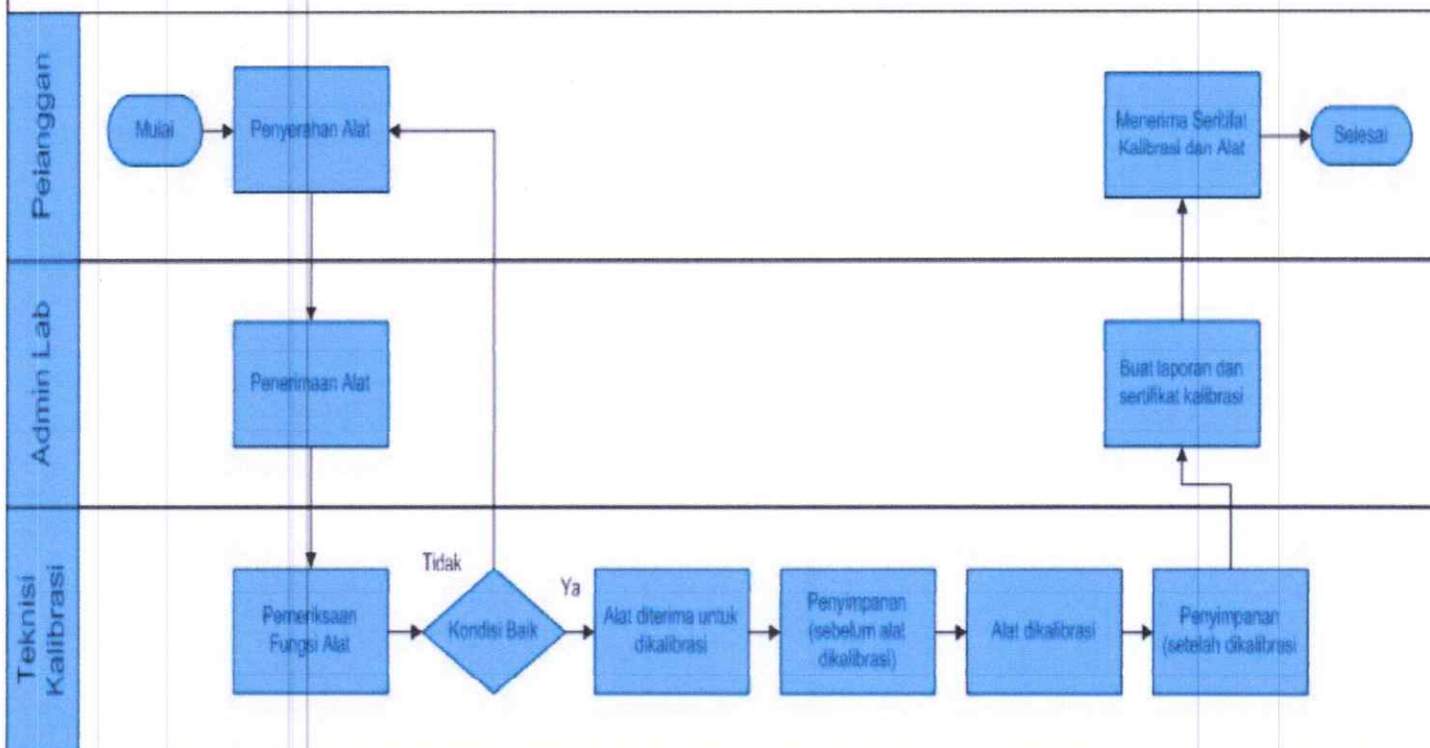 Pelanggan
Mulai
Penyerahan Alat
Menerima Sertifat
Kalibrasi dan Alat
Selesai
Admin Lab
Penerimaan Alat
Buat laporan dan
sertifikat kalibrasi
Teknisi
Kalibrasi
Pemeriksaan
Fungsi Alat
Tidak
Kondisi Baik
Ya
Alat diterima untuk
dikalibrasi
Penyimpanan
(sebelum alat
dikalibrasi)
Alat dikalibrasi
Penyimpanan
(setelah dikalibrasi